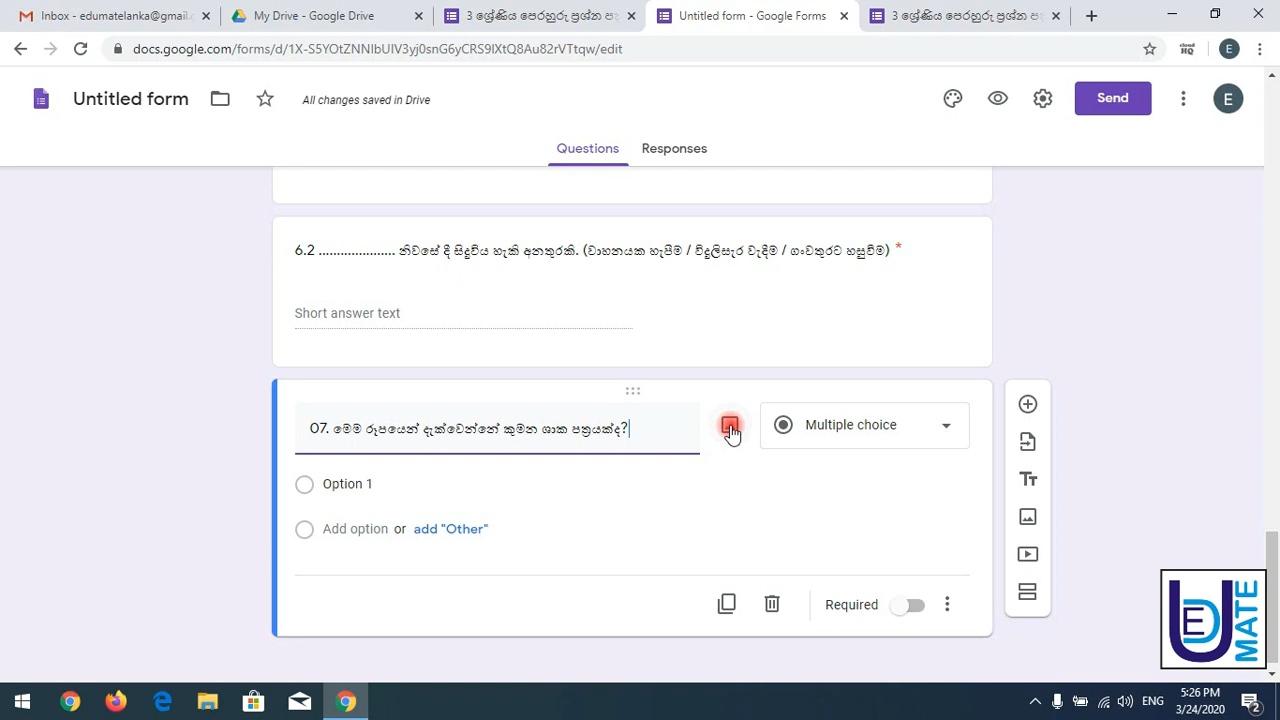 Inbox - edumatelanka@gmail.
My Drive - Google Drive
3 ශ්‍රේණිය පෙරහුරු ප්‍රශ්න පැ
Untitled form - Google Forms
3 ශ්‍රේණිය පෙරහුරු ප්‍රශ්න ප
docs.google.com/forms/d/1X-S5YOtZNNIbUIV3yj0snG6yCRS9IXtQ8Au82rVTtqw/edit
cloud
HQ
E
Untitled form
All changes saved in Drive
Send
E
Questions
Responses
6.2 ..................... නිවසේ දී සිදුවිය හැකි අනතුරකි. (වාහනයක හැපීම / විදුලිසැර වැදීම / ගංවතුරට හසුවීම) *
Short answer text
07. මෙම රූපයෙන් දැක්වෙන්නේ කුමන ශාක පත්‍රයක්ද?
Multiple choice
Option 1
Add option or add "Other"
Required
EDU
MATE
ENG
5:26 PM
3/24/2020
2